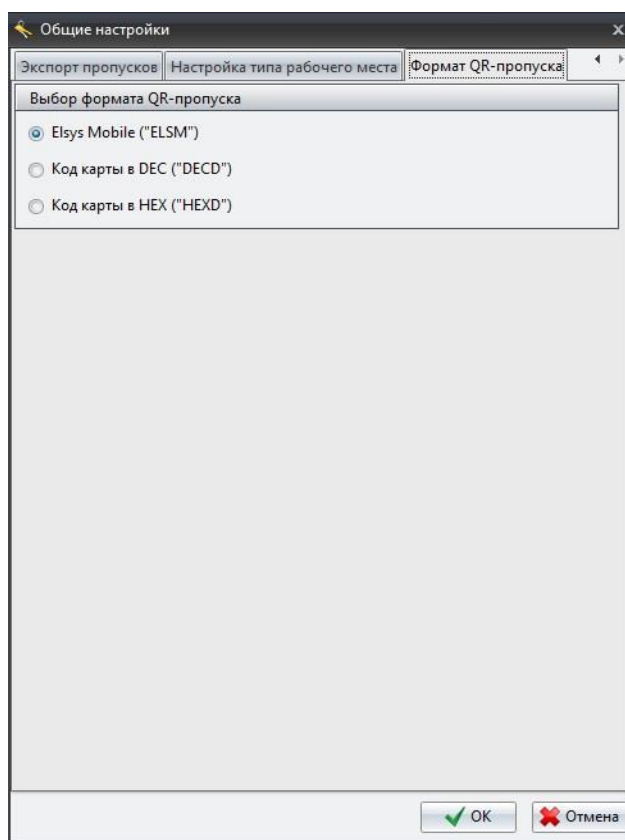 Общие настройки
Экспорт пропусков Настройка типа рабочего места Формат QR-пропуска
Выбор формата QR-пропуска
Elsys Mobile ("ELSM")
Код карты в DEC ("DECD")
Код карты в HEX ("HEXD")
OK Отмена